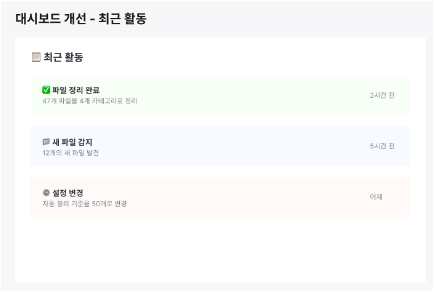 대시보드 개선 - 최근 활동
최근 활동
파일 정리 완료
47개 파일을 4개 카테고리로 정리
2시간 전
새 파일 감지
12개의 새 파일 발견
5시간 전
설정 변경
자동 정리 기준을 50개로 변경
어제